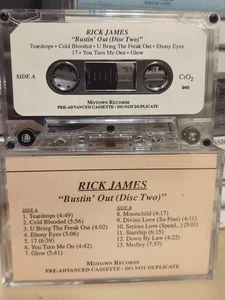 RICK JAMES
"Bustin' Out (Disc Two)"
Teardrops • Cold Blooded • U Bring The Freak Out • Ebony Eyes
17 • You Turn Me One • Glow
SIDE A
CrO2
846
MOTOWN RECORDS
PRE-ADVANCED CASSETTE - DO NOT DUPLICATE
RICK JAMES
"Bustin' Out (Disc Two)"
SIDE A
1. Teardrops (4:49)
2. Cold Blooded (5:56)
3. U Bring The Freak Out (4:02)
4. Ebony Eyes (5:06)
5. 17 (6:39)
6. You Turn Me On (4:42)
7. Glow (5:41)
SIDE B
8. Moonchild (4:17)
9. Divine Love (So Fine) (4:11)
10. Serious Love (Spend...) (5:01)
11. Starship (6:15)
12. Down By Law (4:22)
13. Medley (7:57)
MOTOWN RECORDS
PRE-ADVANCED CASSETTE - DO NOT DUPLICATE